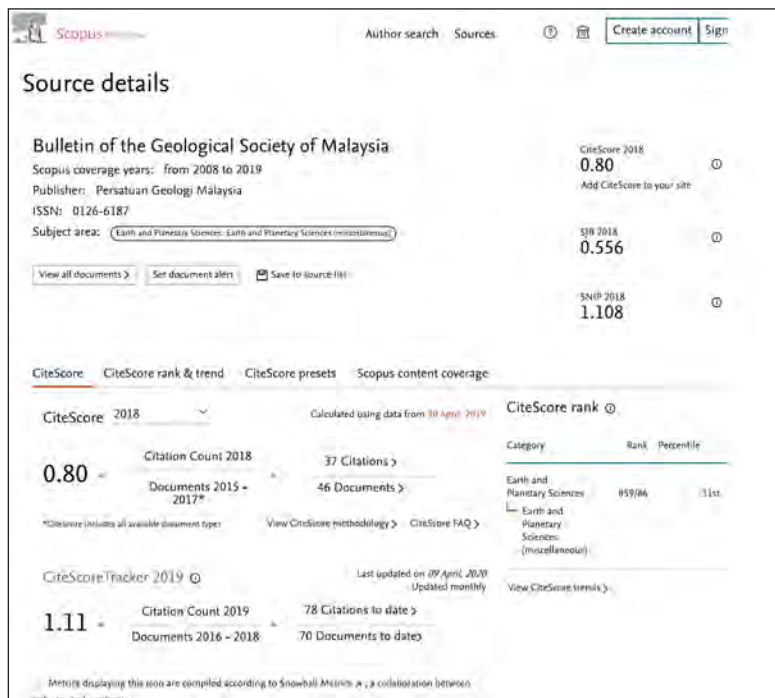 Scopus
Author search Sources
Create account Sign
Source details
Bulletin of the Geological Society of Malaysia
Scopus coverage years: from 2008 to 2019
Publisher: Persatuan Geologi Malaysia
ISSN: 0126-6187
Subject area: Earth and Planetary Sciences: Earth and Planetary Sciences (miscellaneous)
View all documents > Set document alert Save to source list
CiteScore 2018
0.80
Add CiteScore to your site
SJR 2018
0.556
SNIP 2018
1.108
CiteScore CiteScore rank & trend CiteScore presets Scopus content coverage
CiteScore 2018
Calculated using data from 30 April, 2019
0.80 =
Citation Count 2018
Documents 2015 -
2017*
=
37 Citations >
46 Documents >
*CiteScore includes all available document types
View CiteScore methodology > CiteScore FAQ >
CiteScoreTracker 2019
Last updated on 09 April, 2020
Updated monthly
1.11 =
Citation Count 2019
Documents 2016 - 2018
=
78 Citations to date >
70 Documents to date>
CiteScore rank
Category Rank Percentile
Earth and
Planetary Sciences
Earth and
Planetary
Sciences
(miscellaneous)
View CiteScore trends >
Metrics displaying this icon are compiled according to Snowball Metrics, a collaboration between